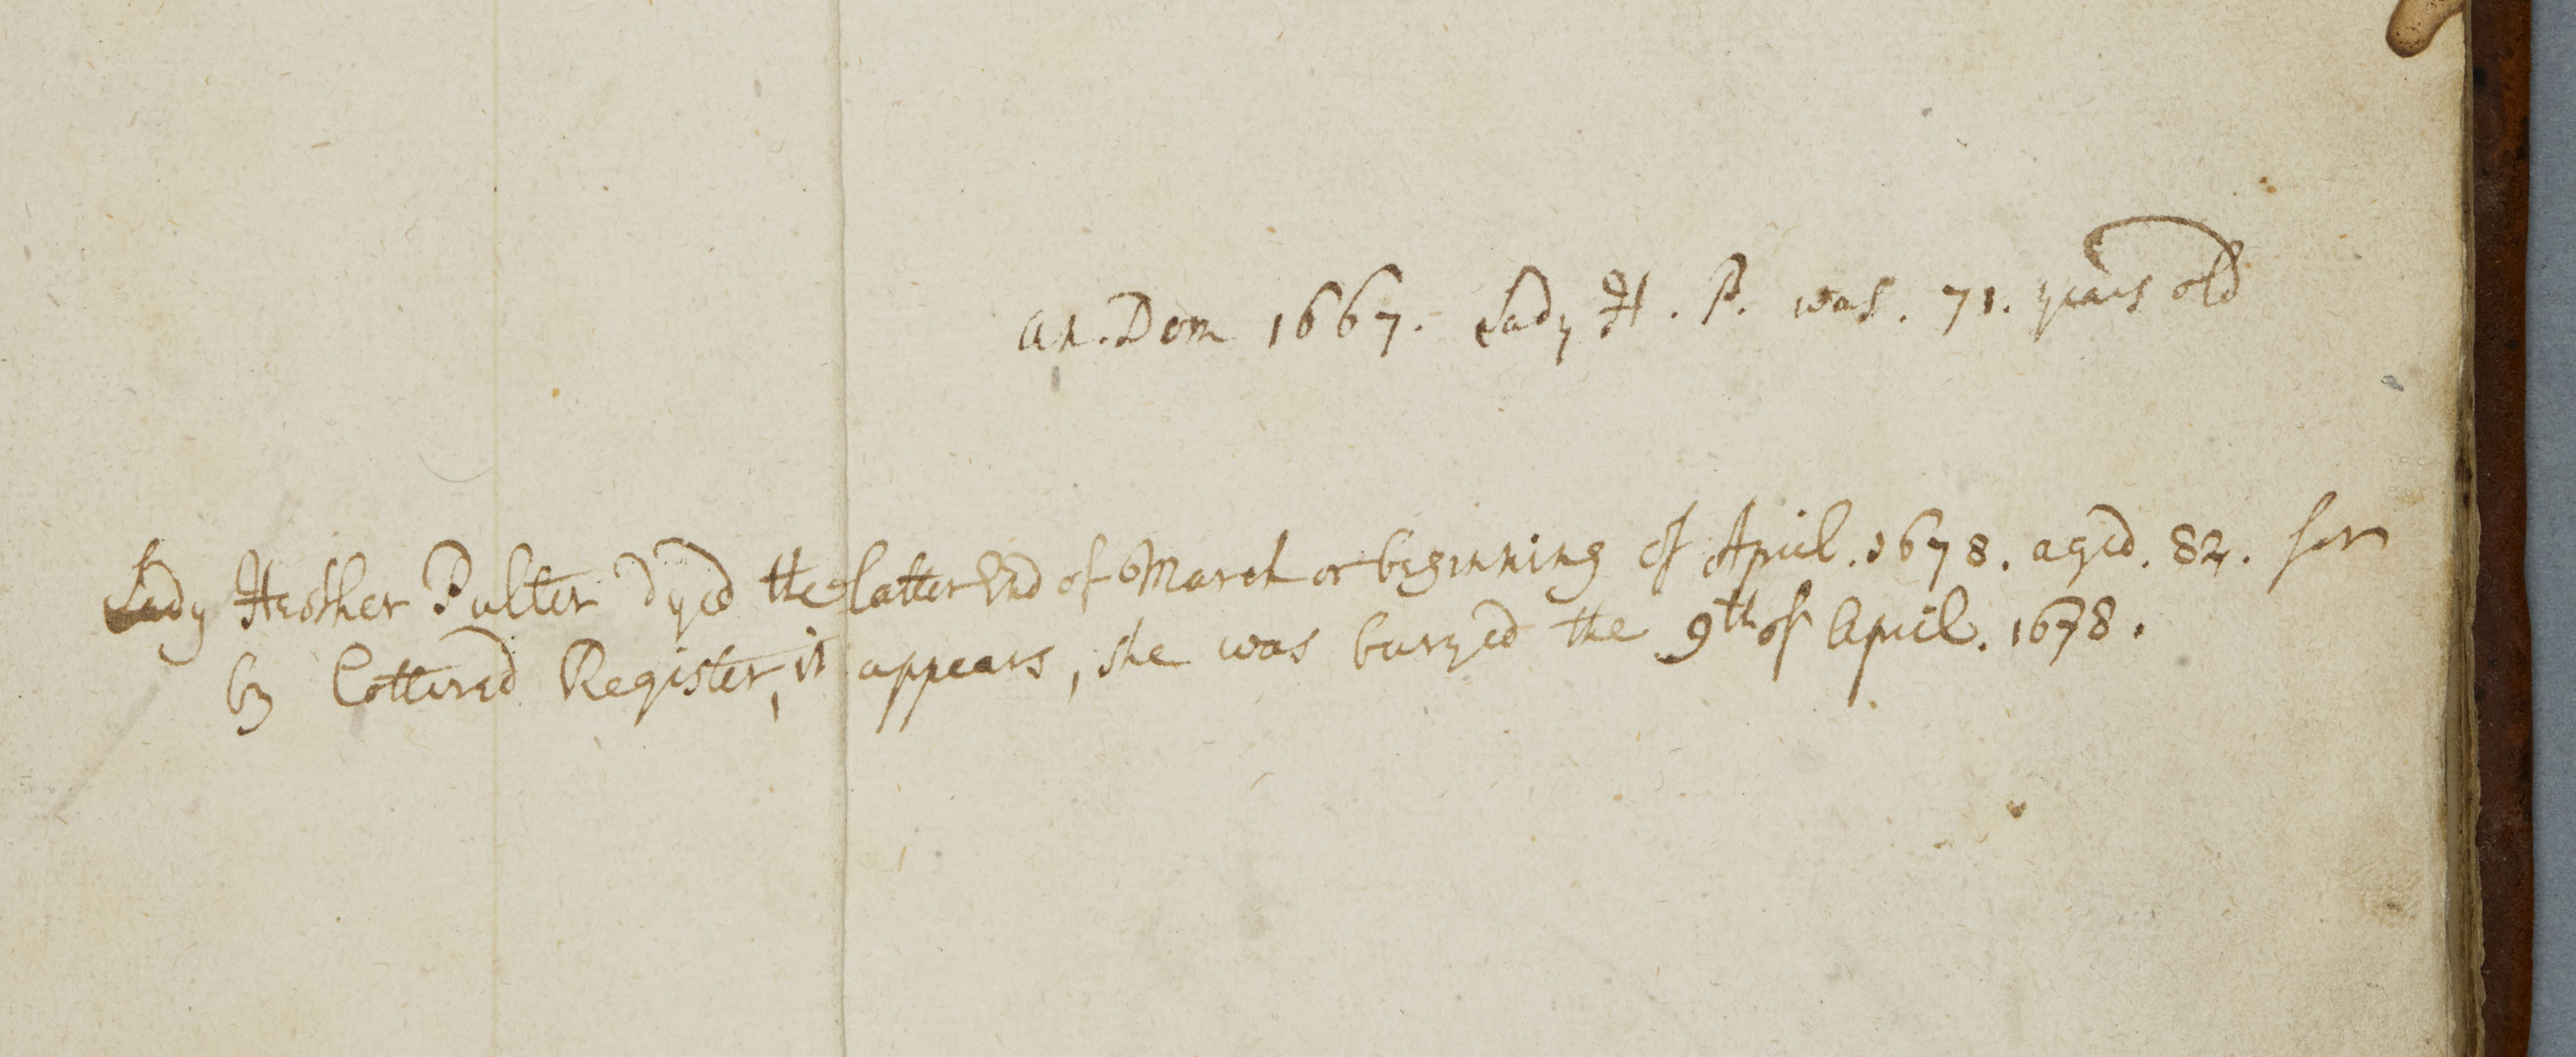 An. Dom 1667. Lady H. P. was. 71. years old
Lady Hesther Pulter dyed the latter End of March or beginning of April. 1678. aged. 82. for
by Cottered Register, it appears, she was buryed the 9th of April. 1678.